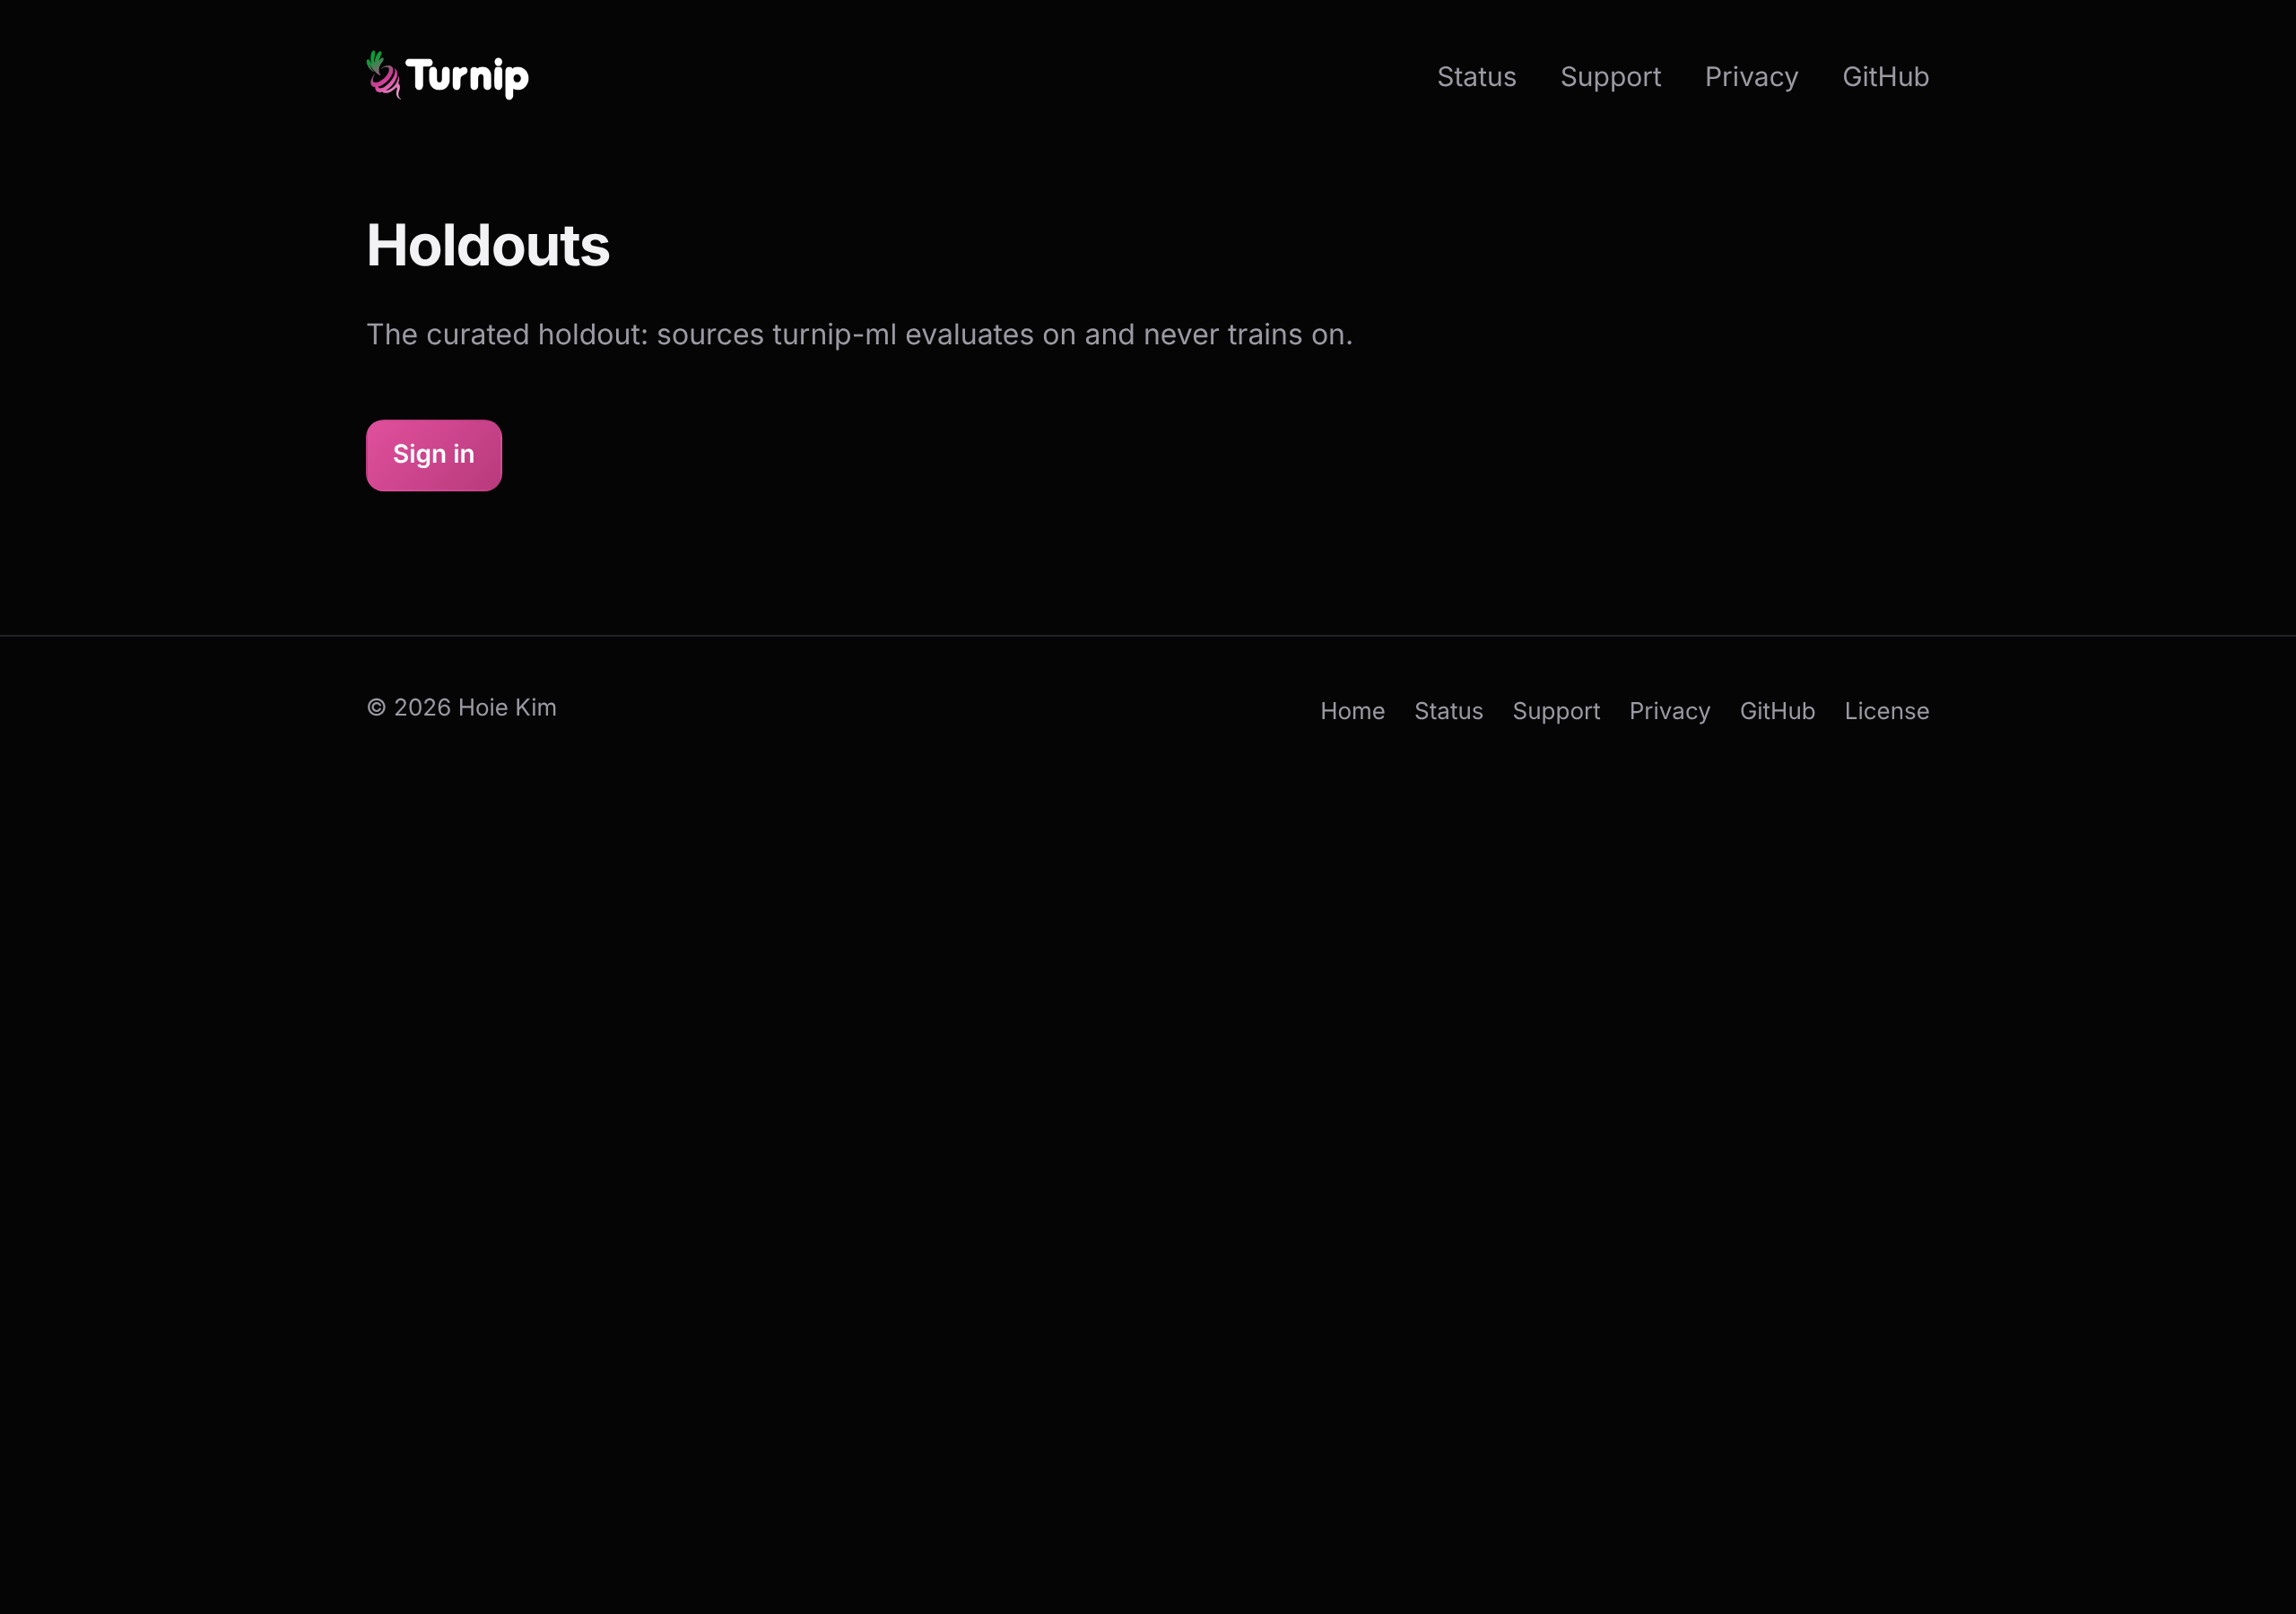 Turnip
Status Support Privacy GitHub
Holdouts
The curated holdout: sources turnip-ml evaluates on and never trains on.
Sign in
© 2026 Hoie Kim
Home Status Support Privacy GitHub License